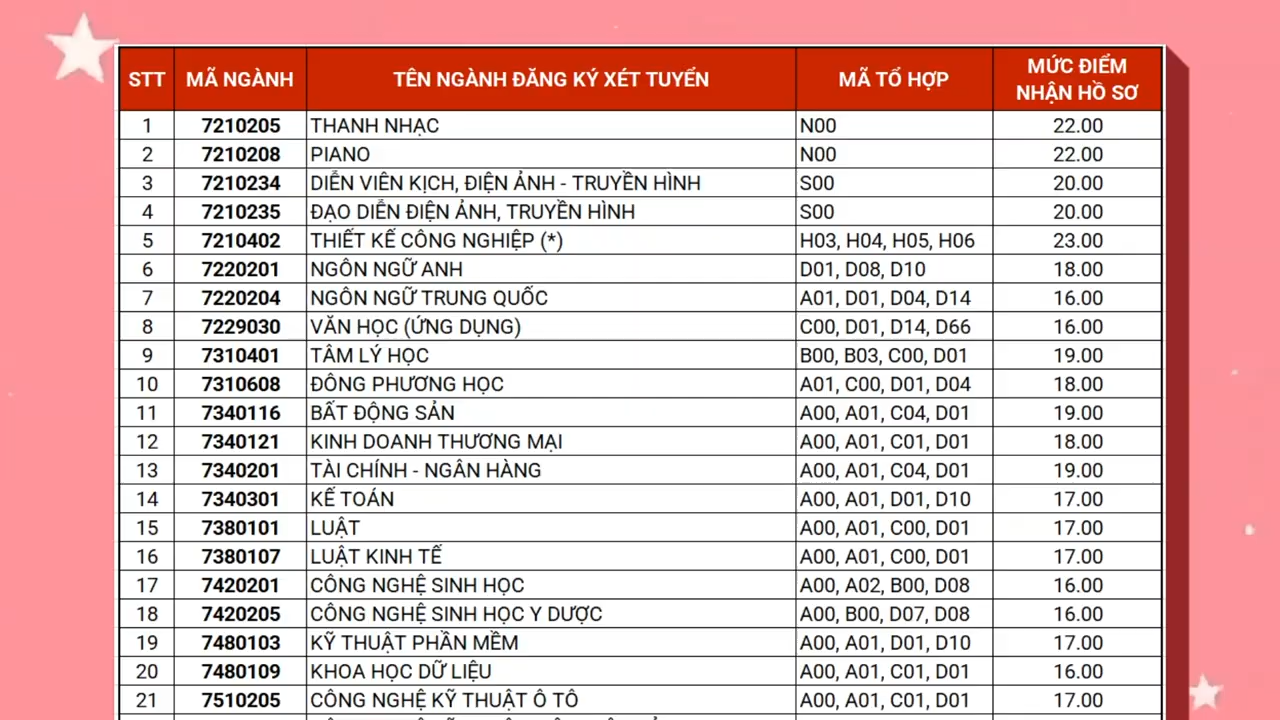 STT MÃ NGÀNH TÊN NGÀNH ĐĂNG KÝ XÉT TUYỂN MÃ TỔ HỢP MỨC ĐIỂM NHẬN HỒ SƠ
1 7210205 THANH NHẠC N00 22.00
2 7210208 PIANO N00 22.00
3 7210234 DIỄN VIÊN KỊCH, ĐIỆN ẢNH - TRUYỀN HÌNH S00 20.00
4 7210235 ĐẠO DIỄN ĐIỆN ẢNH, TRUYỀN HÌNH S00 20.00
5 7210402 THIẾT KẾ CÔNG NGHIỆP (*) H03, H04, H05, H06 23.00
6 7220201 NGÔN NGỮ ANH D01, D08, D10 18.00
7 7220204 NGÔN NGỮ TRUNG QUỐC A01, D01, D04, D14 16.00
8 7229030 VĂN HỌC (ỨNG DỤNG) C00, D01, D14, D66 16.00
9 7310401 TÂM LÝ HỌC B00, B03, C00, D01 19.00
10 7310608 ĐÔNG PHƯƠNG HỌC A01, C00, D01, D04 18.00
11 7340116 BẤT ĐỘNG SẢN A00, A01, C04, D01 19.00
12 7340121 KINH DOANH THƯƠNG MẠI A00, A01, C01, D01 18.00
13 7340201 TÀI CHÍNH - NGÂN HÀNG A00, A01, C04, D01 19.00
14 7340301 KẾ TOÁN A00, A01, D01, D10 17.00
15 7380101 LUẬT A00, A01, C00, D01 17.00
16 7380107 LUẬT KINH TẾ A00, A01, C00, D01 17.00
17 7420201 CÔNG NGHỆ SINH HỌC A00, A02, B00, D08 16.00
18 7420205 CÔNG NGHỆ SINH HỌC Y DƯỢC A00, B00, D07, D08 16.00
19 7480103 KỸ THUẬT PHẦN MỀM A00, A01, D01, D10 17.00
20 7480109 KHOA HỌC DỮ LIỆU A00, A01, C01, D01 16.00
21 7510205 CÔNG NGHỆ KỸ THUẬT Ô TÔ A00, A01, C01, D01 17.00